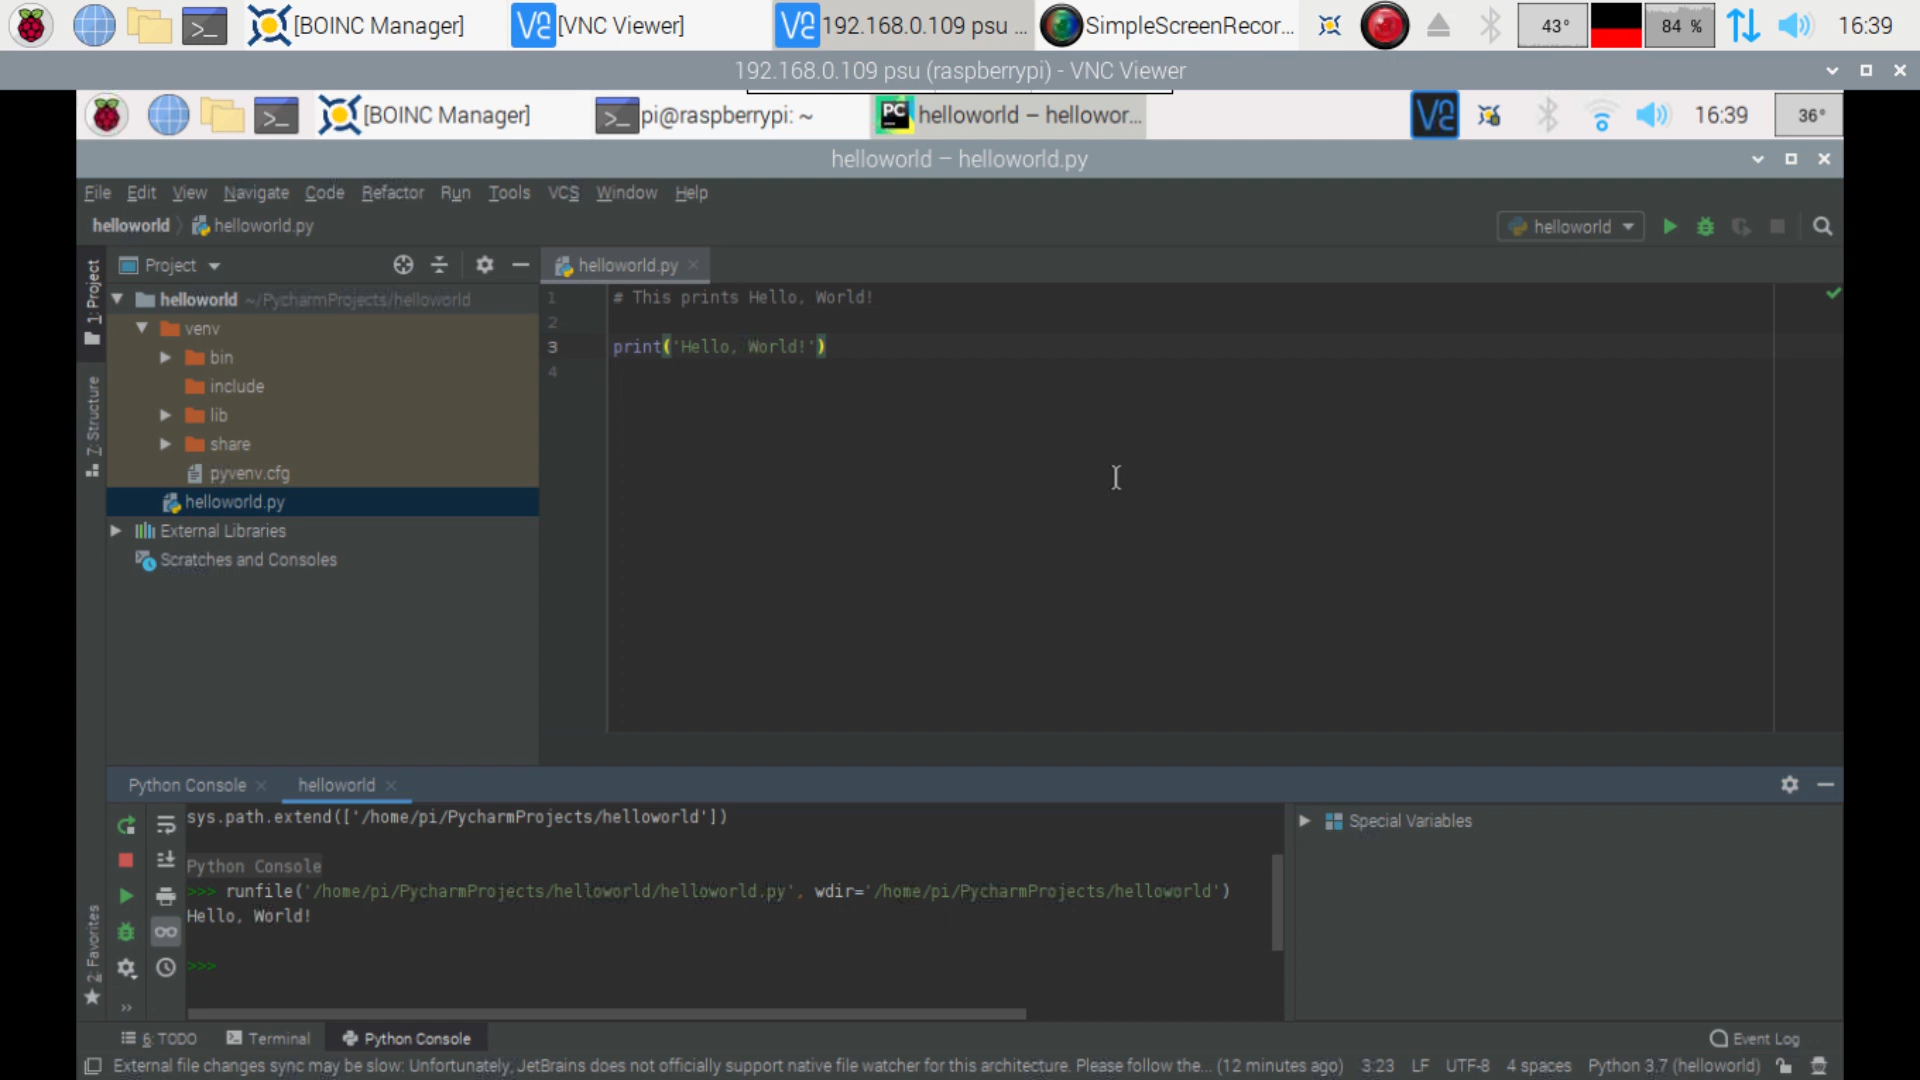 [BOINC Manager]
[VNC Viewer]
192.168.0.109 psu ...
SimpleScreenRecor...
43°
84 %
16:39
192.168.0.109 psu (raspberrypi) - VNC Viewer
[BOINC Manager]
pi@raspberrypi: ~
helloworld – hellowor...
16:39
36°
helloworld – helloworld.py
File Edit View Navigate Code Refactor Run Tools VCS Window Help
helloworld helloworld.py
helloworld
1: Project
Project
helloworld.py
helloworld ~/PycharmProjects/helloworld
venv
bin
include
lib
share
pyvenv.cfg
helloworld.py
External Libraries
Scratches and Consoles
7: Structure
1 # This prints Hello, World!
2
3 print('Hello, World!')
4
Python Console
helloworld
sys.path.extend(['/home/pi/PycharmProjects/helloworld'])
Python Console
>>> runfile('/home/pi/PycharmProjects/helloworld/helloworld.py', wdir='/home/pi/PycharmProjects/helloworld')
Hello, World!
>>>
Special Variables
2: Favorites
6: TODO
Terminal
Python Console
Event Log
External file changes sync may be slow: Unfortunately, JetBrains does not officially support native file watcher for this architecture. Please follow the... (12 minutes ago)
3:23 LF UTF-8 4 spaces Python 3.7 (helloworld)